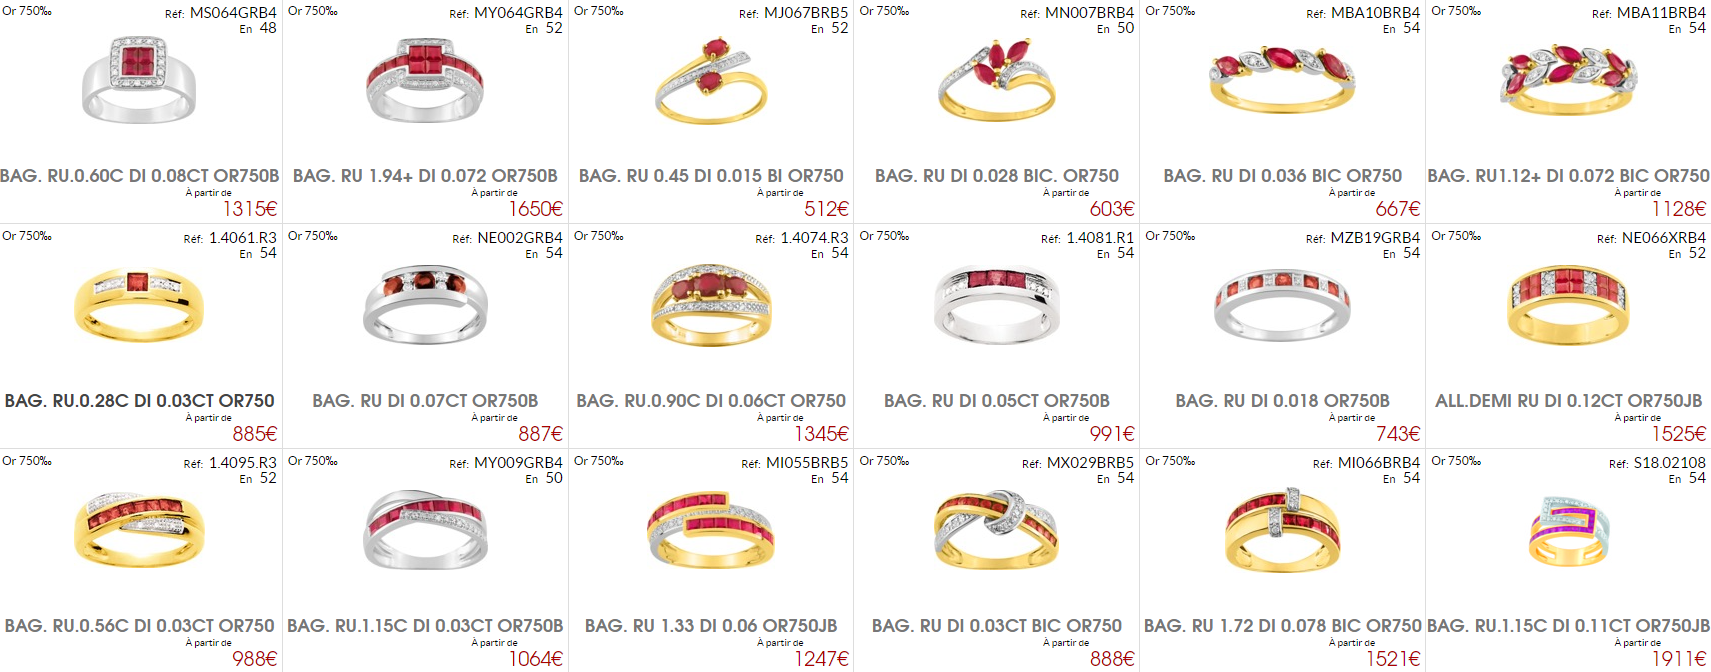 Or 750‰ Réf: MS064GRB4
En 48
BAG. RU.0.60C DI 0.08CT OR750B
À partir de
1315€
Or 750‰ Réf: MY064GRB4
En 52
BAG. RU 1.94+ DI 0.072 OR750B
À partir de
1650€
Or 750‰ Réf: MJ067BRB5
En 52
BAG. RU 0.45 DI 0.015 BI OR750
À partir de
512€
Or 750‰ Réf: MN007BRB4
En 50
BAG. RU DI 0.028 BIC. OR750
À partir de
603€
Or 750‰ Réf: MBA10BRB4
En 54
BAG. RU DI 0.036 BIC OR750
À partir de
667€
Or 750‰ Réf: MBA11BRB4
En 54
BAG. RU1.12+ DI 0.072 BIC OR750
À partir de
1128€
Or 750‰ Réf: 1.4061.R3
En 54
BAG. RU.0.28C DI 0.03CT OR750
À partir de
885€
Or 750‰ Réf: NE002GRB4
En 54
BAG. RU DI 0.07CT OR750B
À partir de
887€
Or 750‰ Réf: 1.4074.R3
En 54
BAG. RU.0.90C DI 0.06CT OR750
À partir de
1345€
Or 750‰ Réf: 1.4081.R1
En 54
BAG. RU DI 0.05CT OR750B
À partir de
991€
Or 750‰ Réf: MZB19GRB4
En 54
BAG. RU DI 0.018 OR750B
À partir de
743€
Or 750‰ Réf: NE066XRB4
En 52
ALL.DEMI RU DI 0.12CT OR750JB
À partir de
1525€
Or 750‰ Réf: 1.4095.R3
En 52
BAG. RU.0.56C DI 0.03CT OR750
À partir de
988€
Or 750‰ Réf: MY009GRB4
En 50
BAG. RU.1.15C DI 0.03CT OR750B
À partir de
1064€
Or 750‰ Réf: MI055BRB5
En 54
BAG. RU 1.33 DI 0.06 OR750JB
À partir de
1247€
Or 750‰ Réf: MX029BRB5
En 54
BAG. RU DI 0.03CT BIC OR750
À partir de
888€
Or 750‰ Réf: MI066BRB4
En 54
BAG. RU 1.72 DI 0.078 BIC OR750
À partir de
1521€
Or 750‰ Réf: S18.02108
En 54
BAG. RU.1.15C DI 0.11CT OR750JB
À partir de
1911€